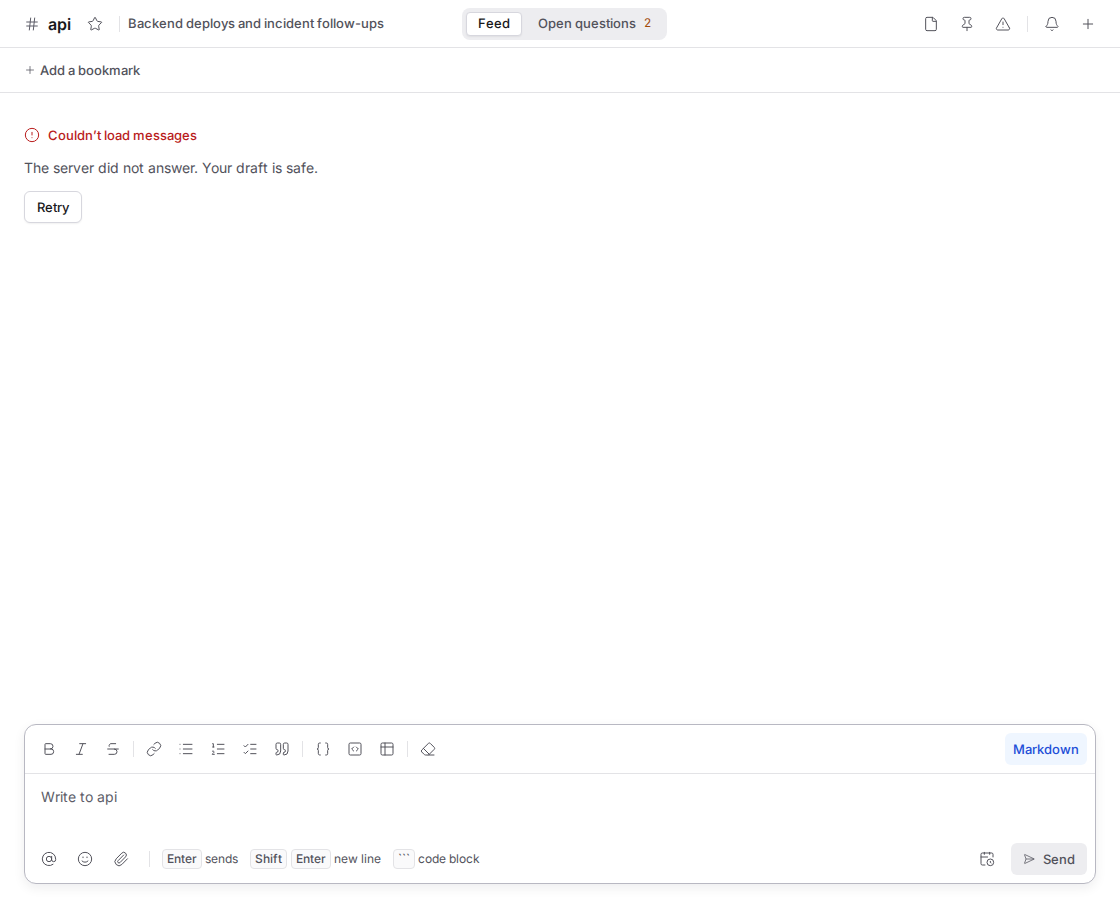 # api Backend deploys and incident follow-ups Feed Open questions 2
+ Add a bookmark
Couldn’t load messages
The server did not answer. Your draft is safe.
Retry
Markdown
Write to api
Enter sends Shift Enter new line ``` code block Send